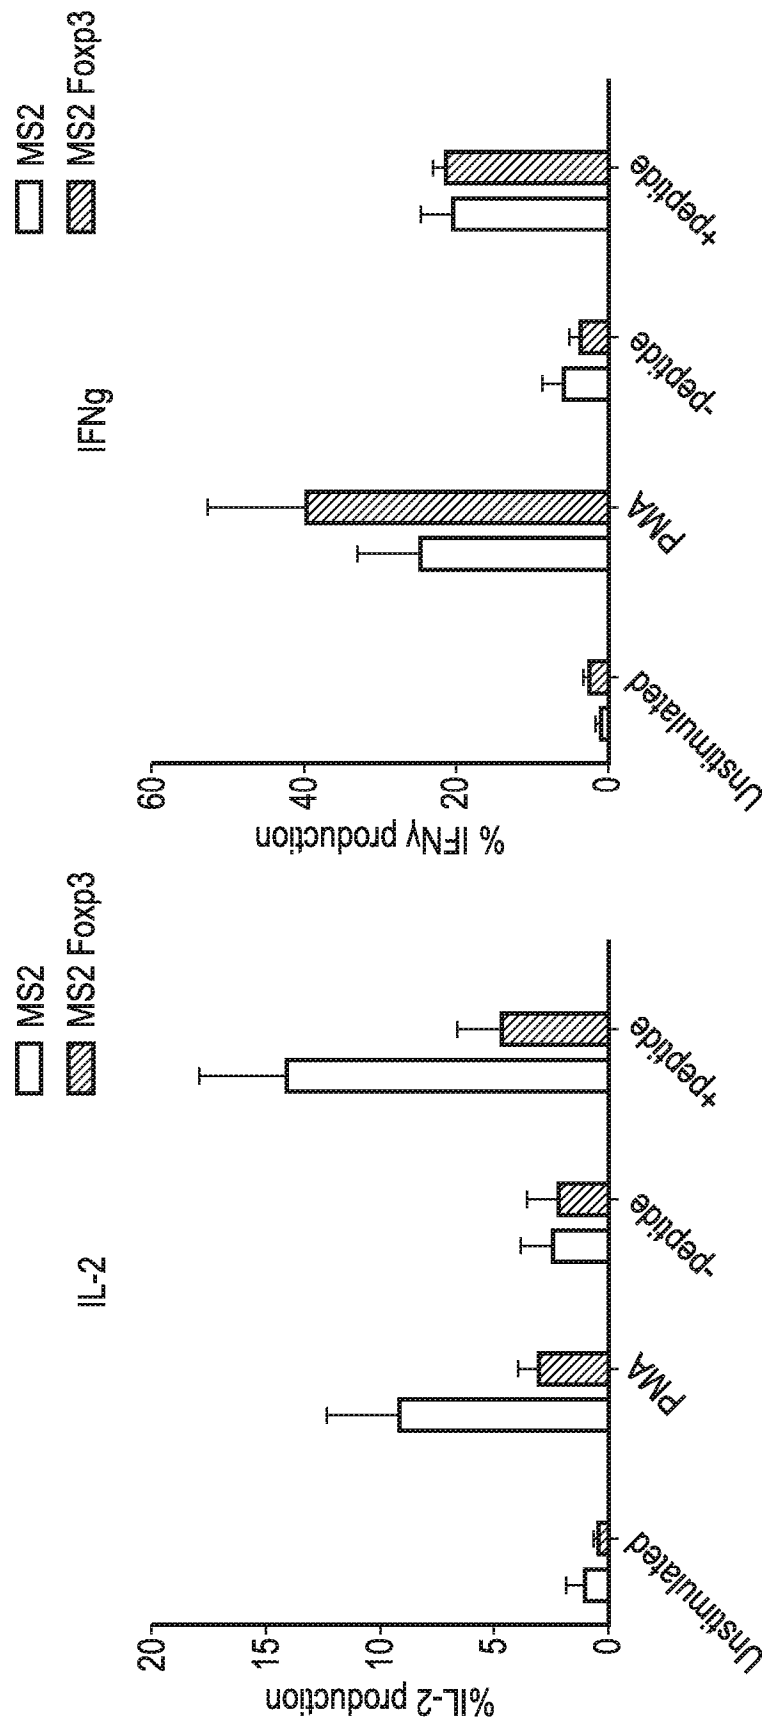 IL-2
MS2
MS2 Foxp3
%IL-2 production
20
15
10
5
0
Unstimulated
PMA
-peptide
+peptide
IFNg
MS2
MS2 Foxp3
% IFNγ production
60
40
20
0
Unstimulated
PMA
-peptide
+peptide